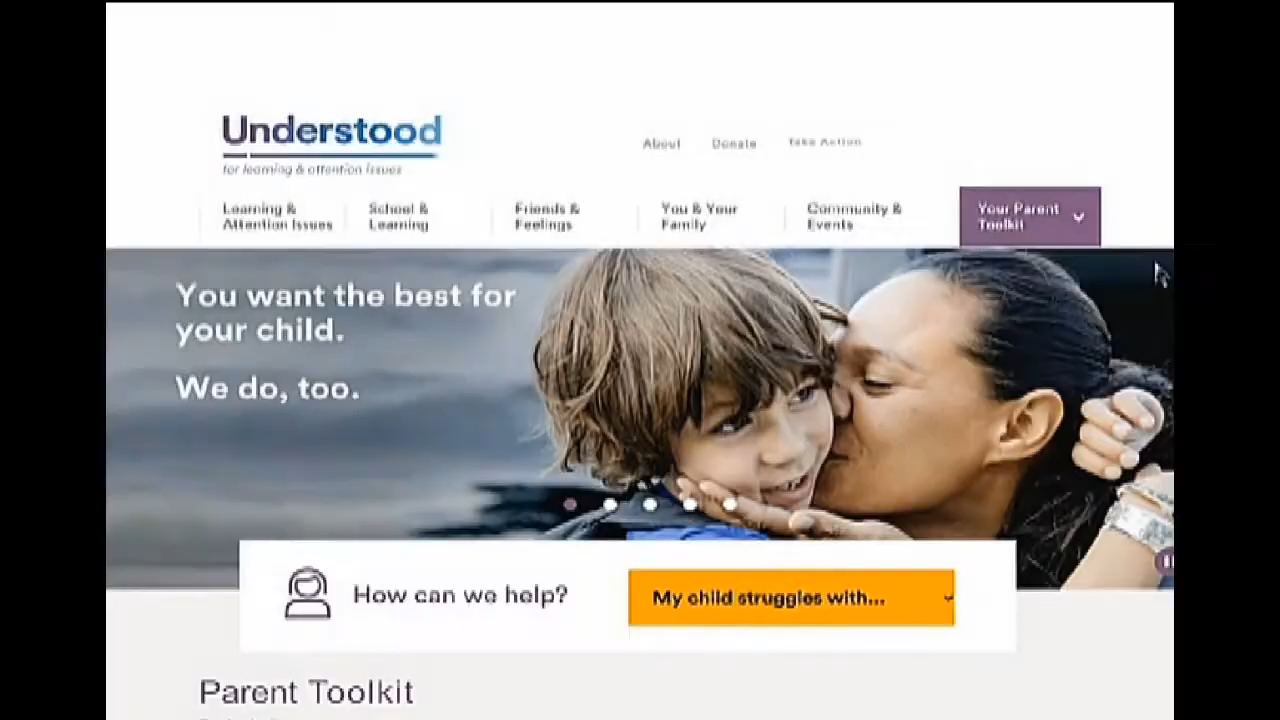 Understood
for learning & attention issues
About Donate Take Action
Learning &
Attention Issues
School &
Learning
Friends &
Feelings
You & Your
Family
Community &
Events
Your Parent
Toolkit
You want the best for
your child.
We do, too.
How can we help?
My child struggles with...
Parent Toolkit